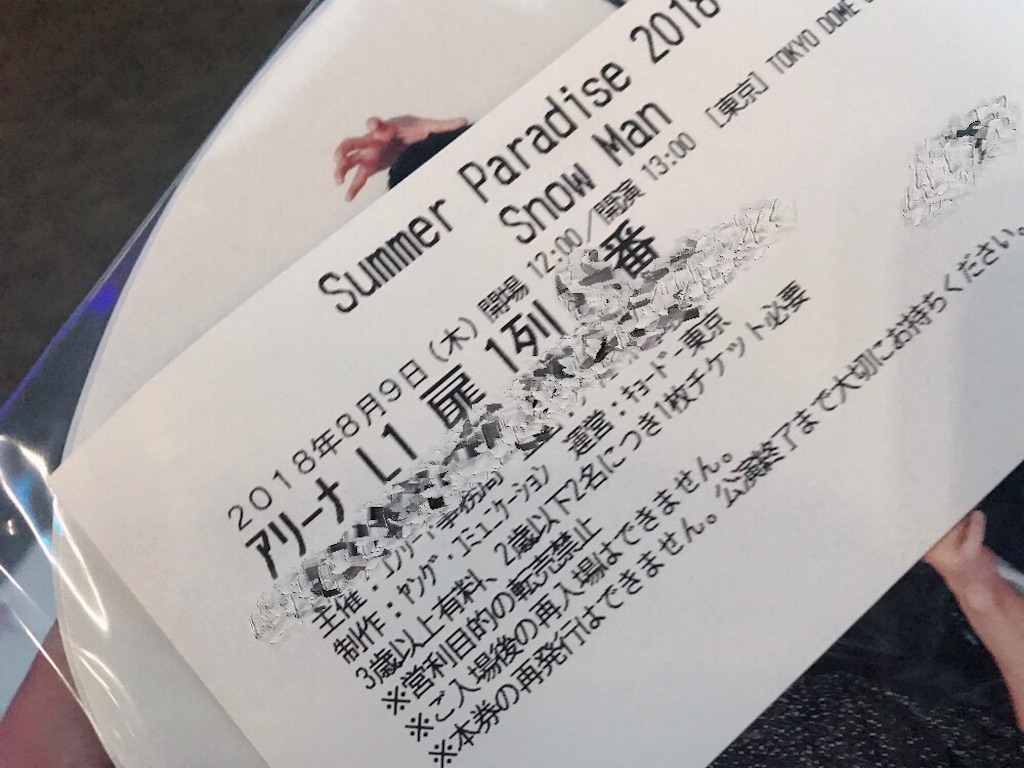 Summer Paradise 2018
Snow Man
2018年8月9日（木）開場 12:00／開演 13:00 ［東京］TOKYO DOME
アリーナ L1 扉 1列 番
主催：コンサート事務局
制作：ヤング・コミュニケーション 運営：キョードー東京
3歳以上有料、2歳以下2名につき1枚チケット必要
※営利目的の転売禁止
※ご入場後の再入場はできません。
※本券の再発行はできません。公演終了まで大切にお持ちください。